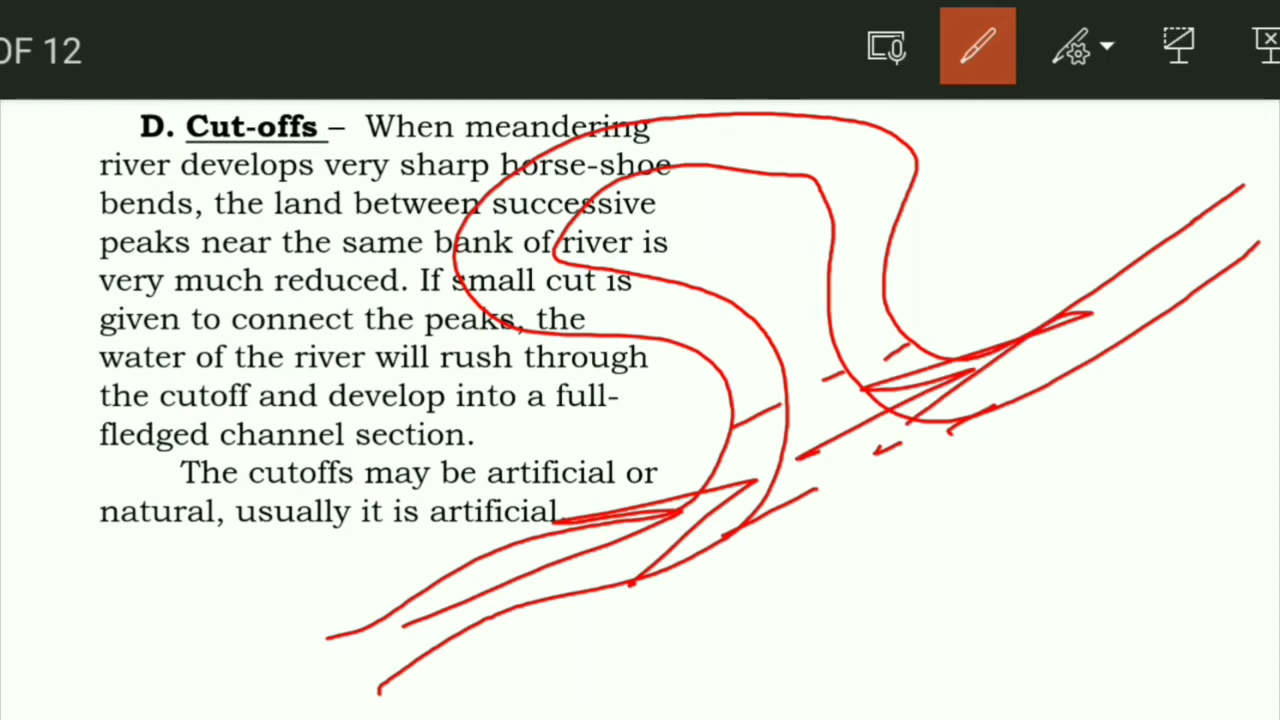 OF 12
D. Cut-offs – When meandering
river develops very sharp horse-shoe
bends, the land between successive
peaks near the same bank of river is
very much reduced. If small cut is
given to connect the peaks, the
water of the river will rush through
the cutoff and develop into a full-
fledged channel section.
The cutoffs may be artificial or
natural, usually it is artificial.